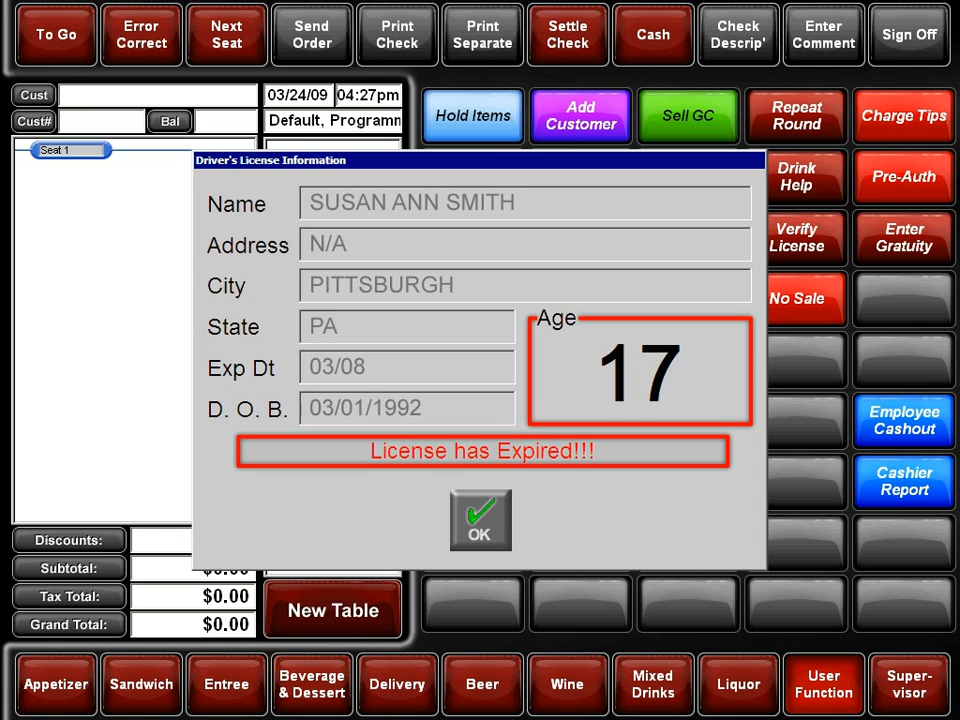 To Go
Error
Correct
Next
Seat
Send
Order
Print
Check
Print
Separate
Settle
Check
Cash
Check
Descrip'
Enter
Comment
Sign Off
Cust
03/24/09
04:27pm
Cust#
Bal
Default, Programm
Seat 1
Hold Items
Add
Customer
Sell GC
Repeat
Round
Charge Tips
Drink
Help
Pre-Auth
Verify
License
Enter
Gratuity
No Sale
Employee
Cashout
Cashier
Report
Driver's License Information
Name
SUSAN ANN SMITH
Address
N/A
City
PITTSBURGH
State
PA
Exp Dt
03/08
D. O. B.
03/01/1992
Age
17
License has Expired!!!
OK
Discounts:
Subtotal:
$0.00
Tax Total:
$0.00
Grand Total:
$0.00
New Table
Appetizer
Sandwich
Entree
Beverage
& Dessert
Delivery
Beer
Wine
Mixed
Drinks
Liquor
User
Function
Super-
visor